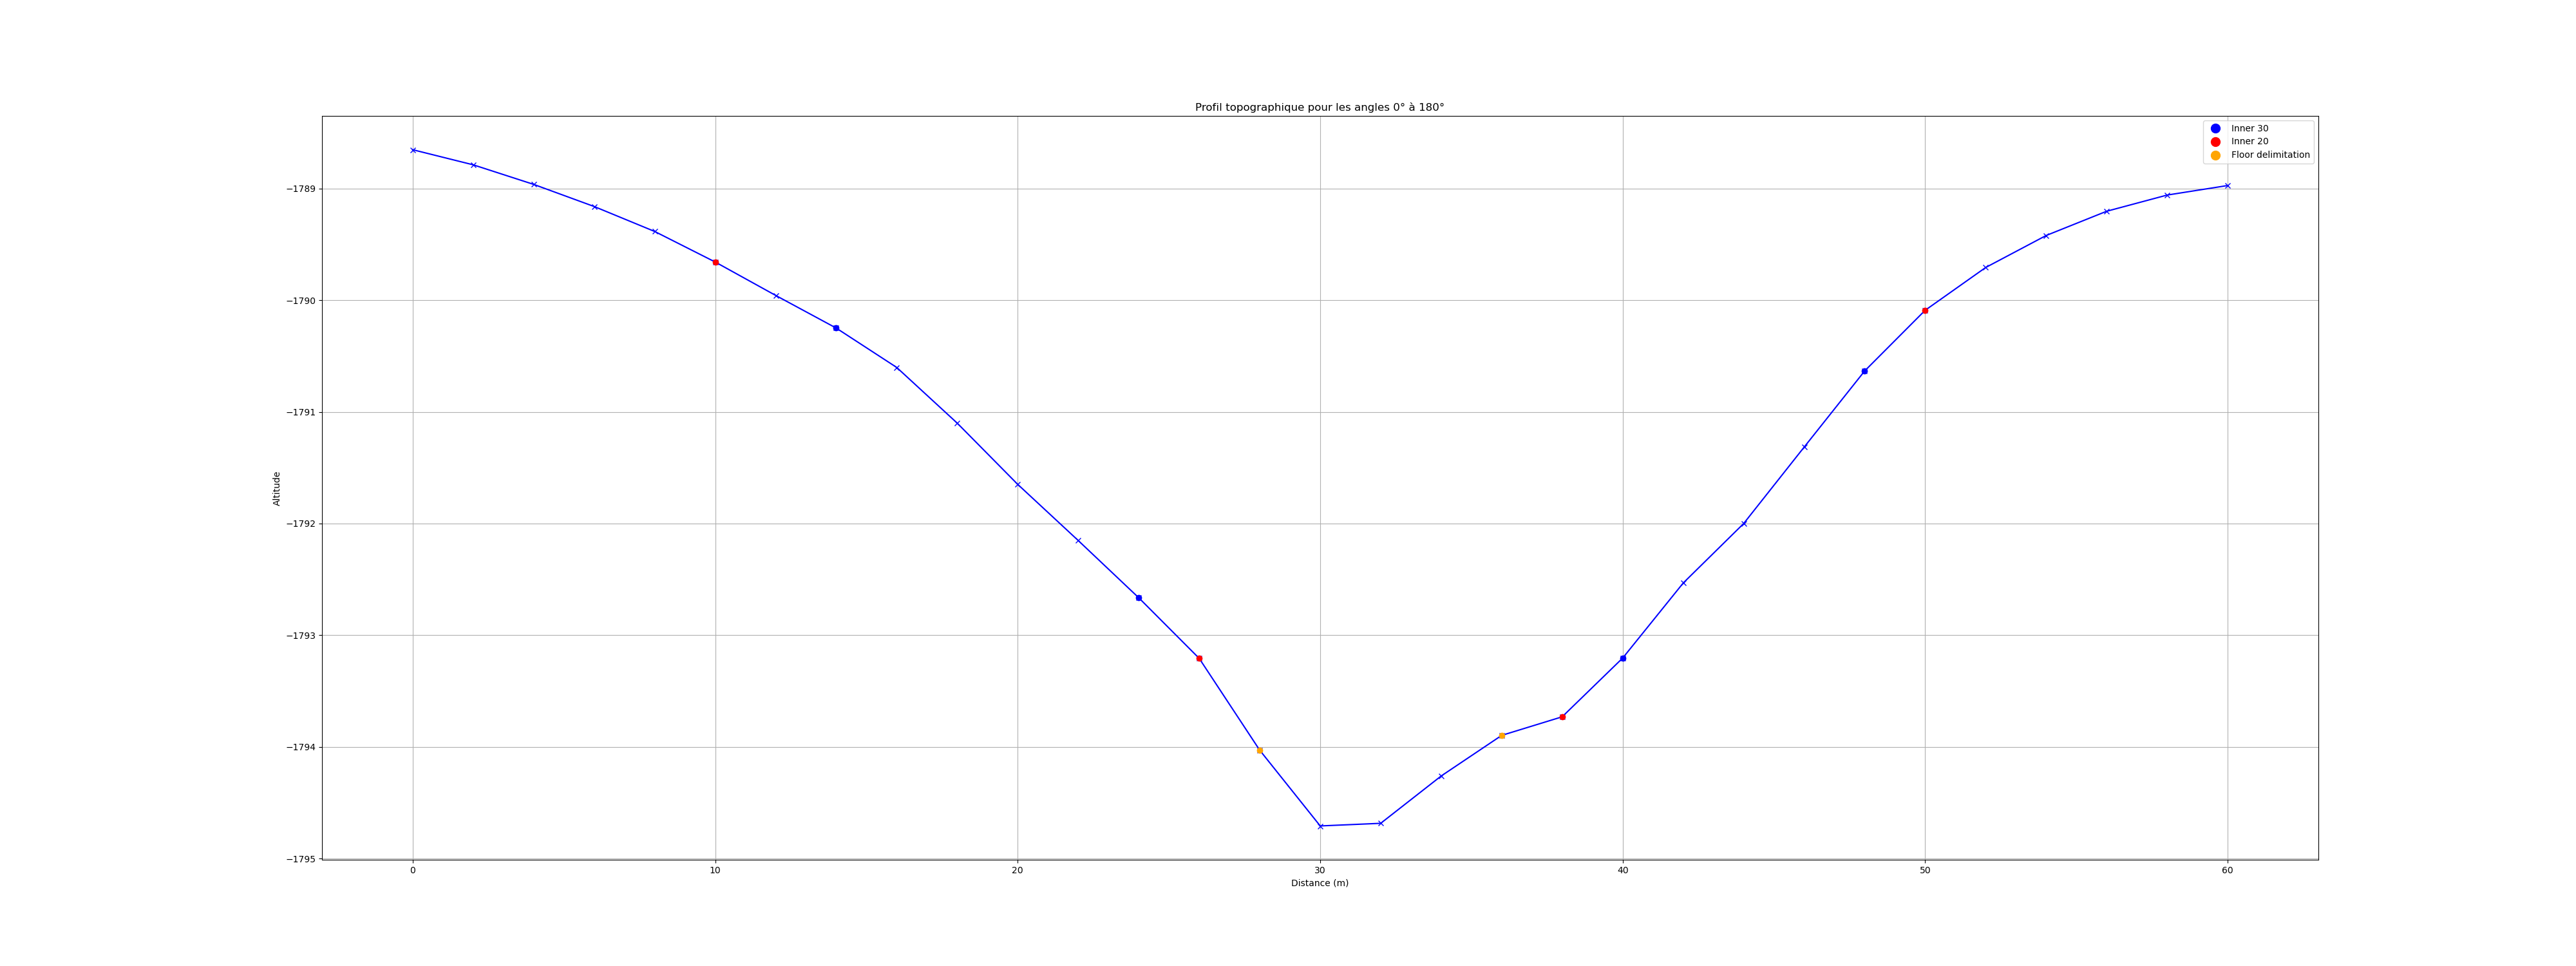 Profil topographique pour les angles 0° à 180°
Inner 30
Inner 20
Floor delimitation
−1789
−1790
−1791
−1792
−1793
−1794
−1795
Altitude
0 10 20 30 40 50 60
Distance (m)